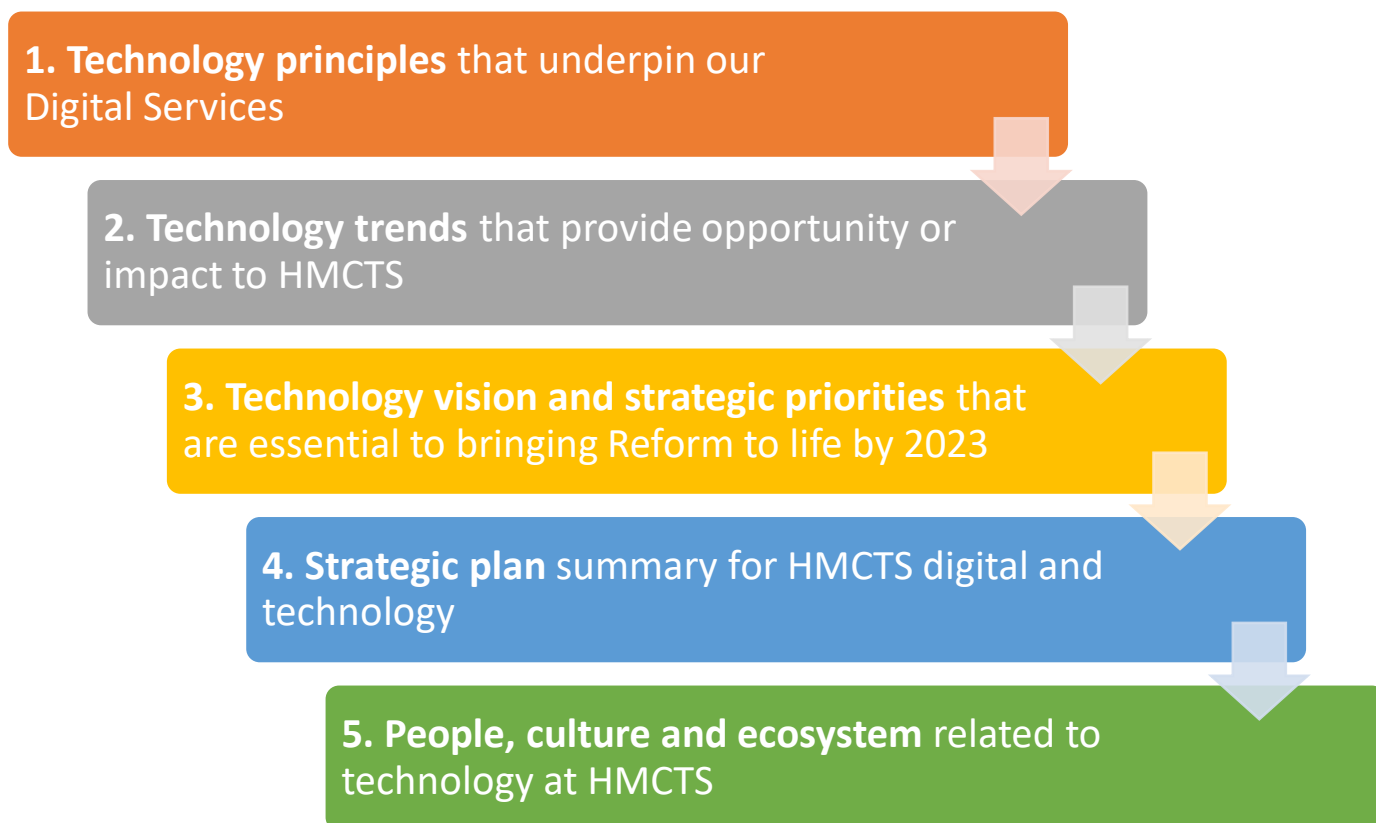 1. Technology principles that underpin our
Digital Services
2. Technology trends that provide opportunity or
impact to HMCTS
3. Technology vision and strategic priorities that
are essential to bringing Reform to life by 2023
4. Strategic plan summary for HMCTS digital and
technology
5. People, culture and ecosystem related to
technology at HMCTS